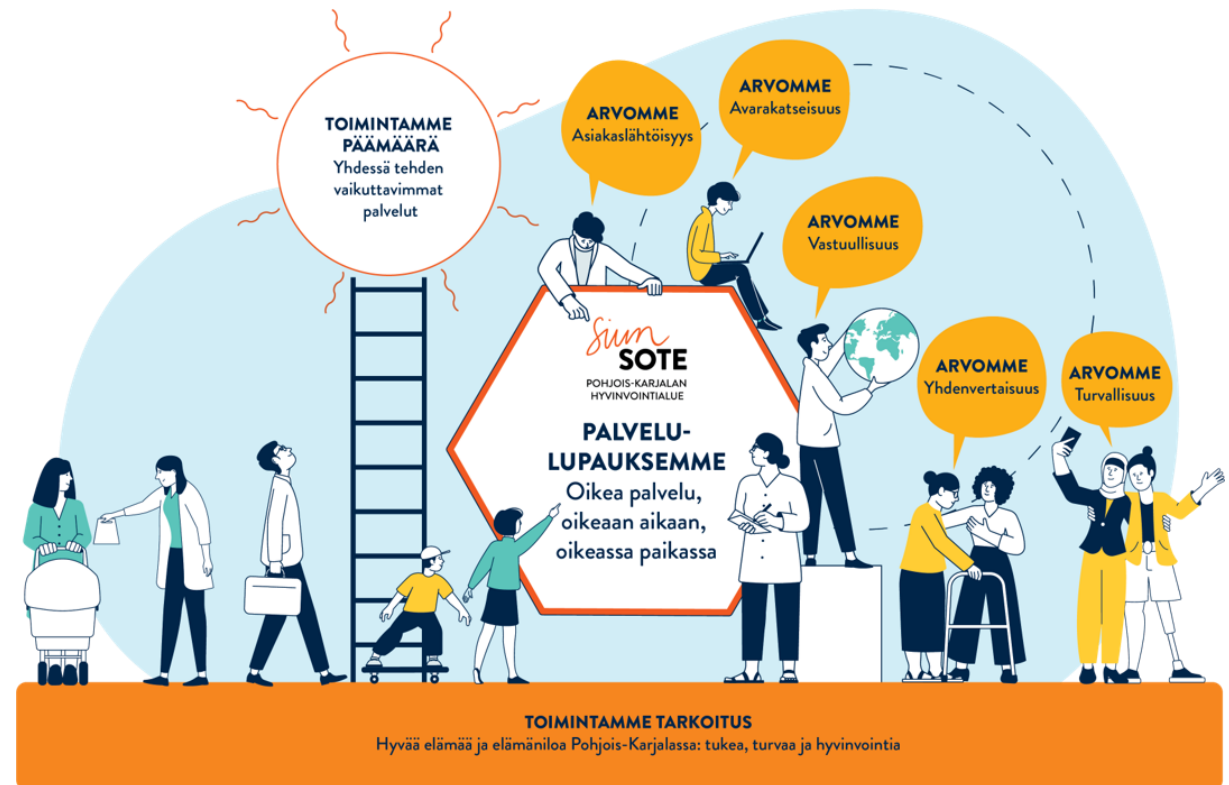 TOIMINTAMME
PÄÄMÄÄRÄ
Yhdessä tehden
vaikuttavimmat
palvelut
ARVOMME
Asiakaslähtöisyys
ARVOMME
Avarakatseisuus
ARVOMME
Vastuullisuus
ARVOMME
Yhdenvertaisuus
ARVOMME
Turvallisuus
Siun
SOTE
POHJOIS-KARJALAN
HYVINVOINTIALUE
PALVELU-
LUPAUKSEMME
Oikea palvelu,
oikeaan aikaan,
oikeassa paikassa
TOIMINTAMME TARKOITUS
Hyvää elämää ja elämäniloa Pohjois-Karjalassa: tukea, turvaa ja hyvinvointia